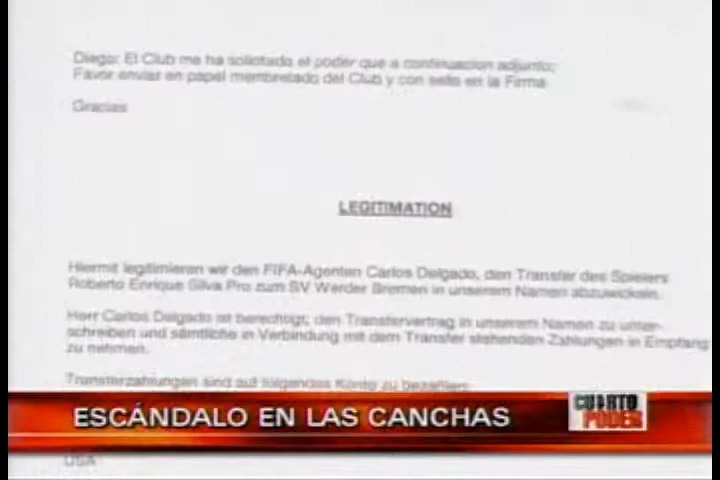 Diego: El Club me ha solicitado el poder que a continuacion adjunto;
Favor enviar en papel membretado del Club y con sello en la Firma
Gracias
LEGITIMATION
Hiermit legitimieren wir den FIFA-Agenten Carlos Delgado, den Transfer des Spielers
Roberto Enrique Silva Pro zum SV Werder Bremen in unserem Namen abzuwickeln.
Herr Carlos Delgado ist berechtigt, den Transfervertrag in unserem Namen zu unter-
schreiben und sämtliche in Verbindung mit dem Transfer stehenden Zahlungen in Empfang
zu nehmen.
Transferzahlungen sind auf folgendes Konto zu bezahlen:
ESCÁNDALO EN LAS CANCHAS
CUARTO
PODER
USA